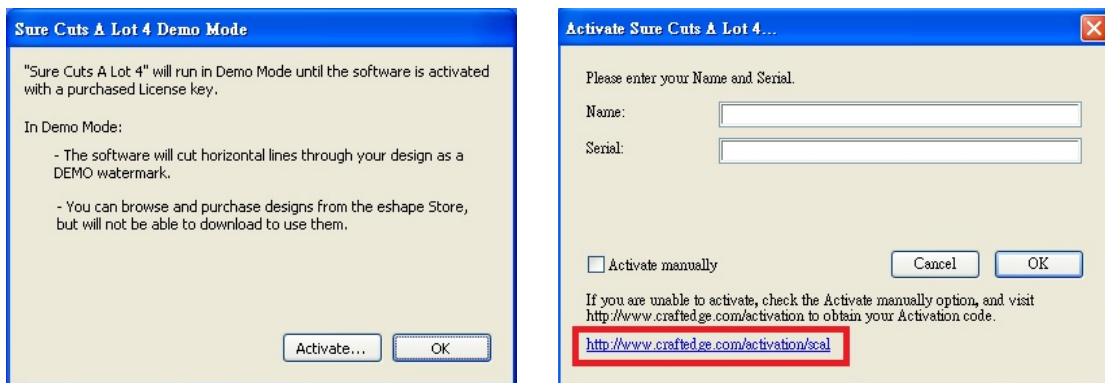 Sure Cuts A Lot 4 Demo Mode
"Sure Cuts A Lot 4" will run in Demo Mode until the software is activated
with a purchased License key.
In Demo Mode:
- The software will cut horizontal lines through your design as a
DEMO watermark.
- You can browse and purchase designs from the eshape Store,
but will not be able to download to use them.
Activate...
OK
Activate Sure Cuts A Lot 4...
Please enter your Name and Serial.
Name:
Serial:
Activate manually
Cancel
OK
If you are unable to activate, check the Activate manually option, and visit
http://www.craftedge.com/activation to obtain your Activation code.
http://www.craftedge.com/activation/scal